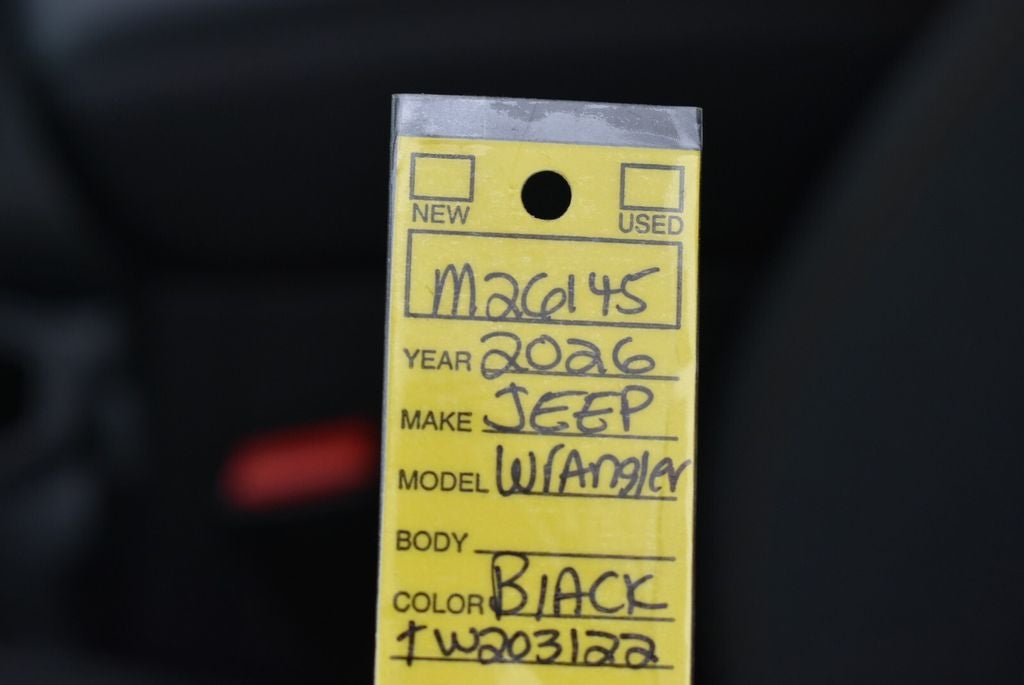 NEW USED
M26145
YEAR 2026
MAKE JEEP
MODEL WrAngler
BODY
COLOR BlACK
TW203122